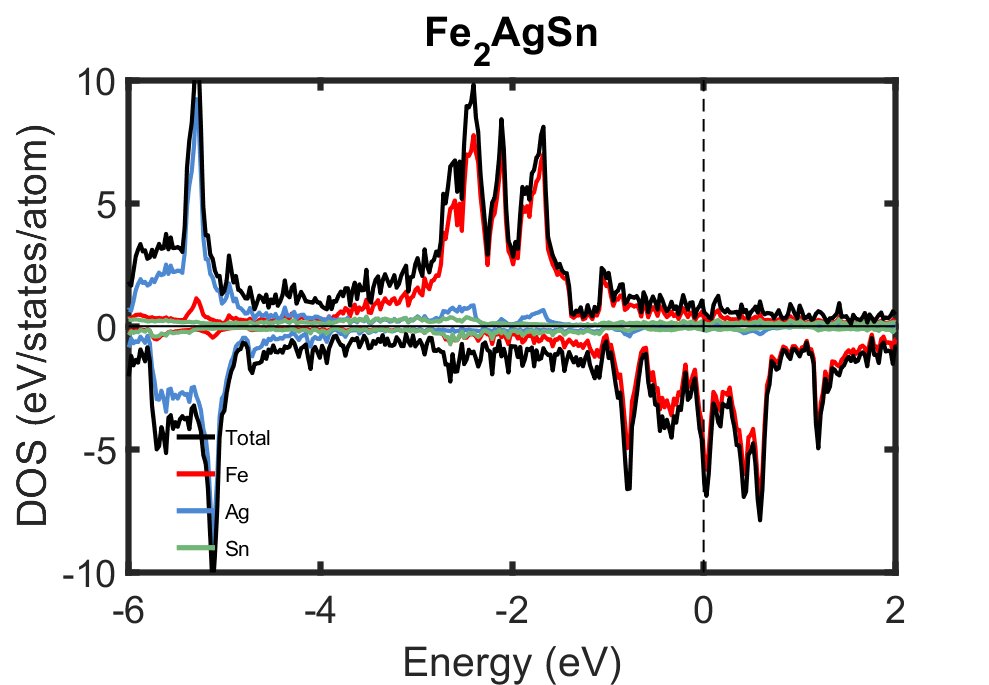 Fe₂AgSn
10
5
0
-5
-10
DOS (eV/states/atom)
Total
Fe
Ag
Sn
-6 -4 -2 0 2
Energy (eV)